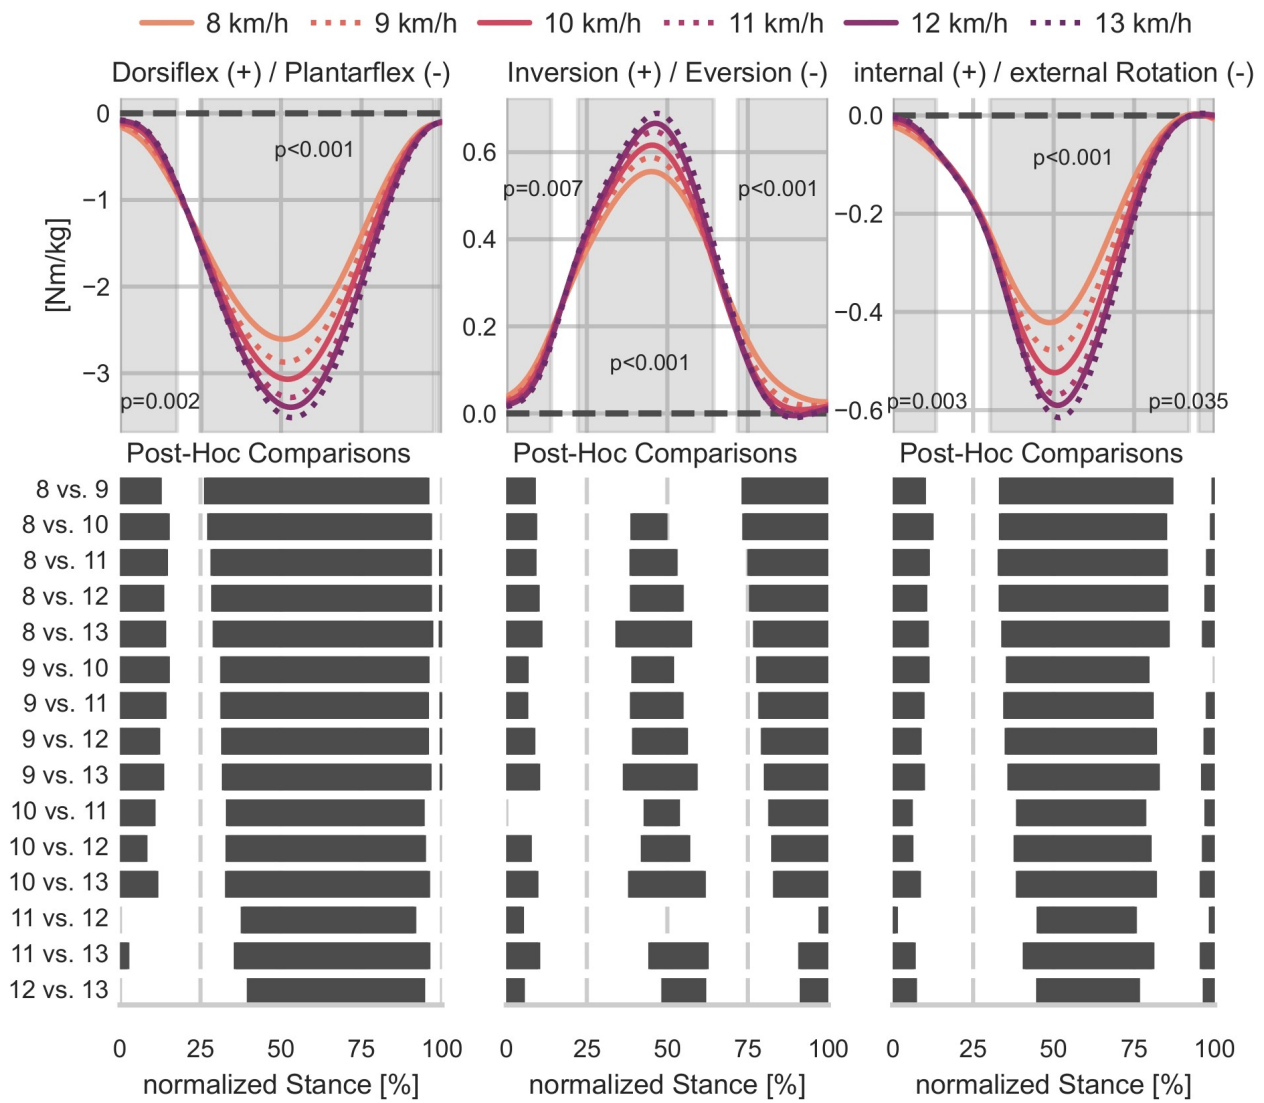 8 km/h 9 km/h 10 km/h 11 km/h 12 km/h 13 km/h
Dorsiflex (+) / Plantarflex (-) Inversion (+) / Eversion (-) internal (+) / external Rotation (-)
[Nm/kg]
0
−1
−2
−3
p<0.001
p=0.002
0.6
0.4
0.2
0.0
p=0.007
p<0.001
p<0.001
0.0
−0.2
−0.4
−0.6
p<0.001
p=0.003
p=0.035
Post-Hoc Comparisons Post-Hoc Comparisons Post-Hoc Comparisons
8 vs. 9
8 vs. 10
8 vs. 11
8 vs. 12
8 vs. 13
9 vs. 10
9 vs. 11
9 vs. 12
9 vs. 13
10 vs. 11
10 vs. 12
10 vs. 13
11 vs. 12
11 vs. 13
12 vs. 13
0 25 50 75 100 0 25 50 75 100 0 25 50 75 100
normalized Stance [%] normalized Stance [%] normalized Stance [%]